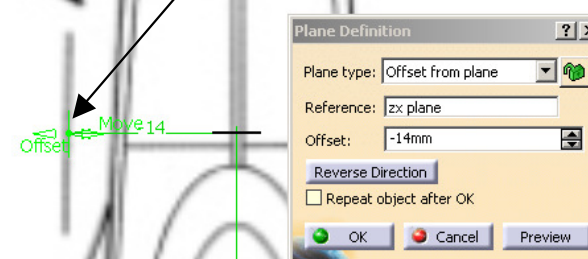 Move -14
Offset
Plane Definition
Plane type: Offset from plane
Reference: zx plane
Offset: -14mm
Reverse Direction
Repeat object after OK
OK Cancel Preview